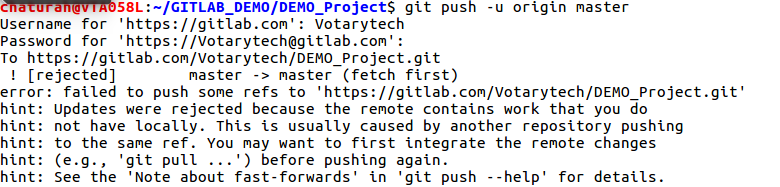 chaturah@VTA058L:~/GITLAB_DEMO/DEMO_Project$ git push -u origin master
Username for 'https://gitlab.com': Votarytech
Password for 'https://Votarytech@gitlab.com':
To https://gitlab.com/Votarytech/DEMO_Project.git
 ! [rejected]        master -> master (fetch first)
error: failed to push some refs to 'https://gitlab.com/Votarytech/DEMO_Project.git'
hint: Updates were rejected because the remote contains work that you do
hint: not have locally. This is usually caused by another repository pushing
hint: to the same ref. You may want to first integrate the remote changes
hint: (e.g., 'git pull ...') before pushing again.
hint: See the 'Note about fast-forwards' in 'git push --help' for details.